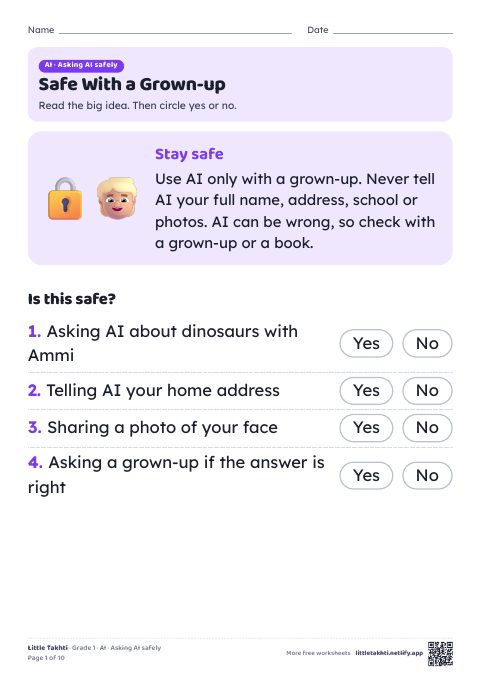 Name Date
AI · Asking AI safely
Safe With a Grown-up
Read the big idea. Then circle yes or no.
Stay safe
Use AI only with a grown-up. Never tell
AI your full name, address, school or
photos. AI can be wrong, so check with
a grown-up or a book.
Is this safe?
1. Asking AI about dinosaurs with
Ammi
Yes No
2. Telling AI your home address Yes No
3. Sharing a photo of your face Yes No
4. Asking a grown-up if the answer is
right
Yes No
Little Takhti · Grade 1 · AI · Asking AI safely
Page 1 of 10
More free worksheets · littletakhti.netlify.app